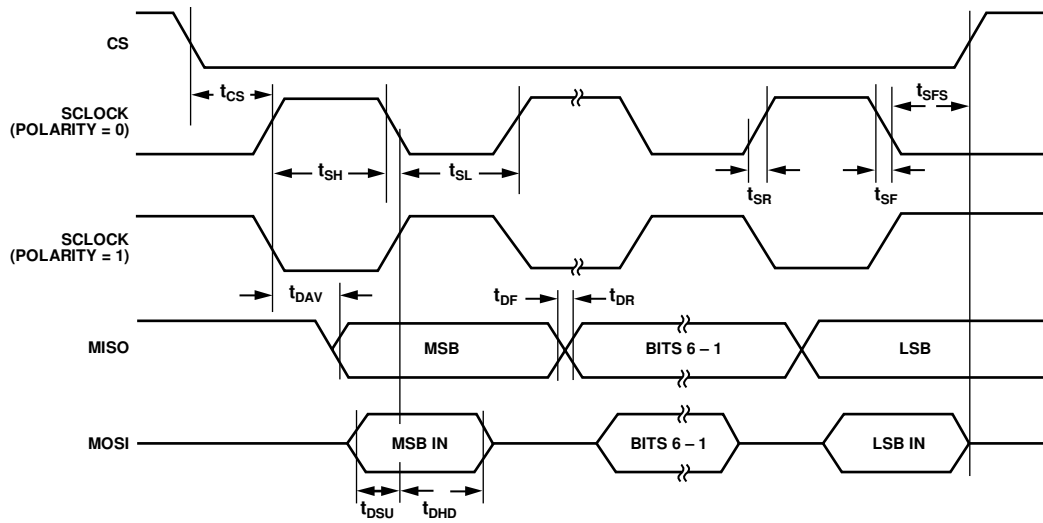 CS
tCS
tSFS
SCLOCK
(POLARITY = 0)
tSH
tSL
tSR
tSF
SCLOCK
(POLARITY = 1)
tDAV
tDF
tDR
MISO
MSB
BITS 6 – 1
LSB
MOSI
MSB IN
BITS 6 – 1
LSB IN
tDSU
tDHD